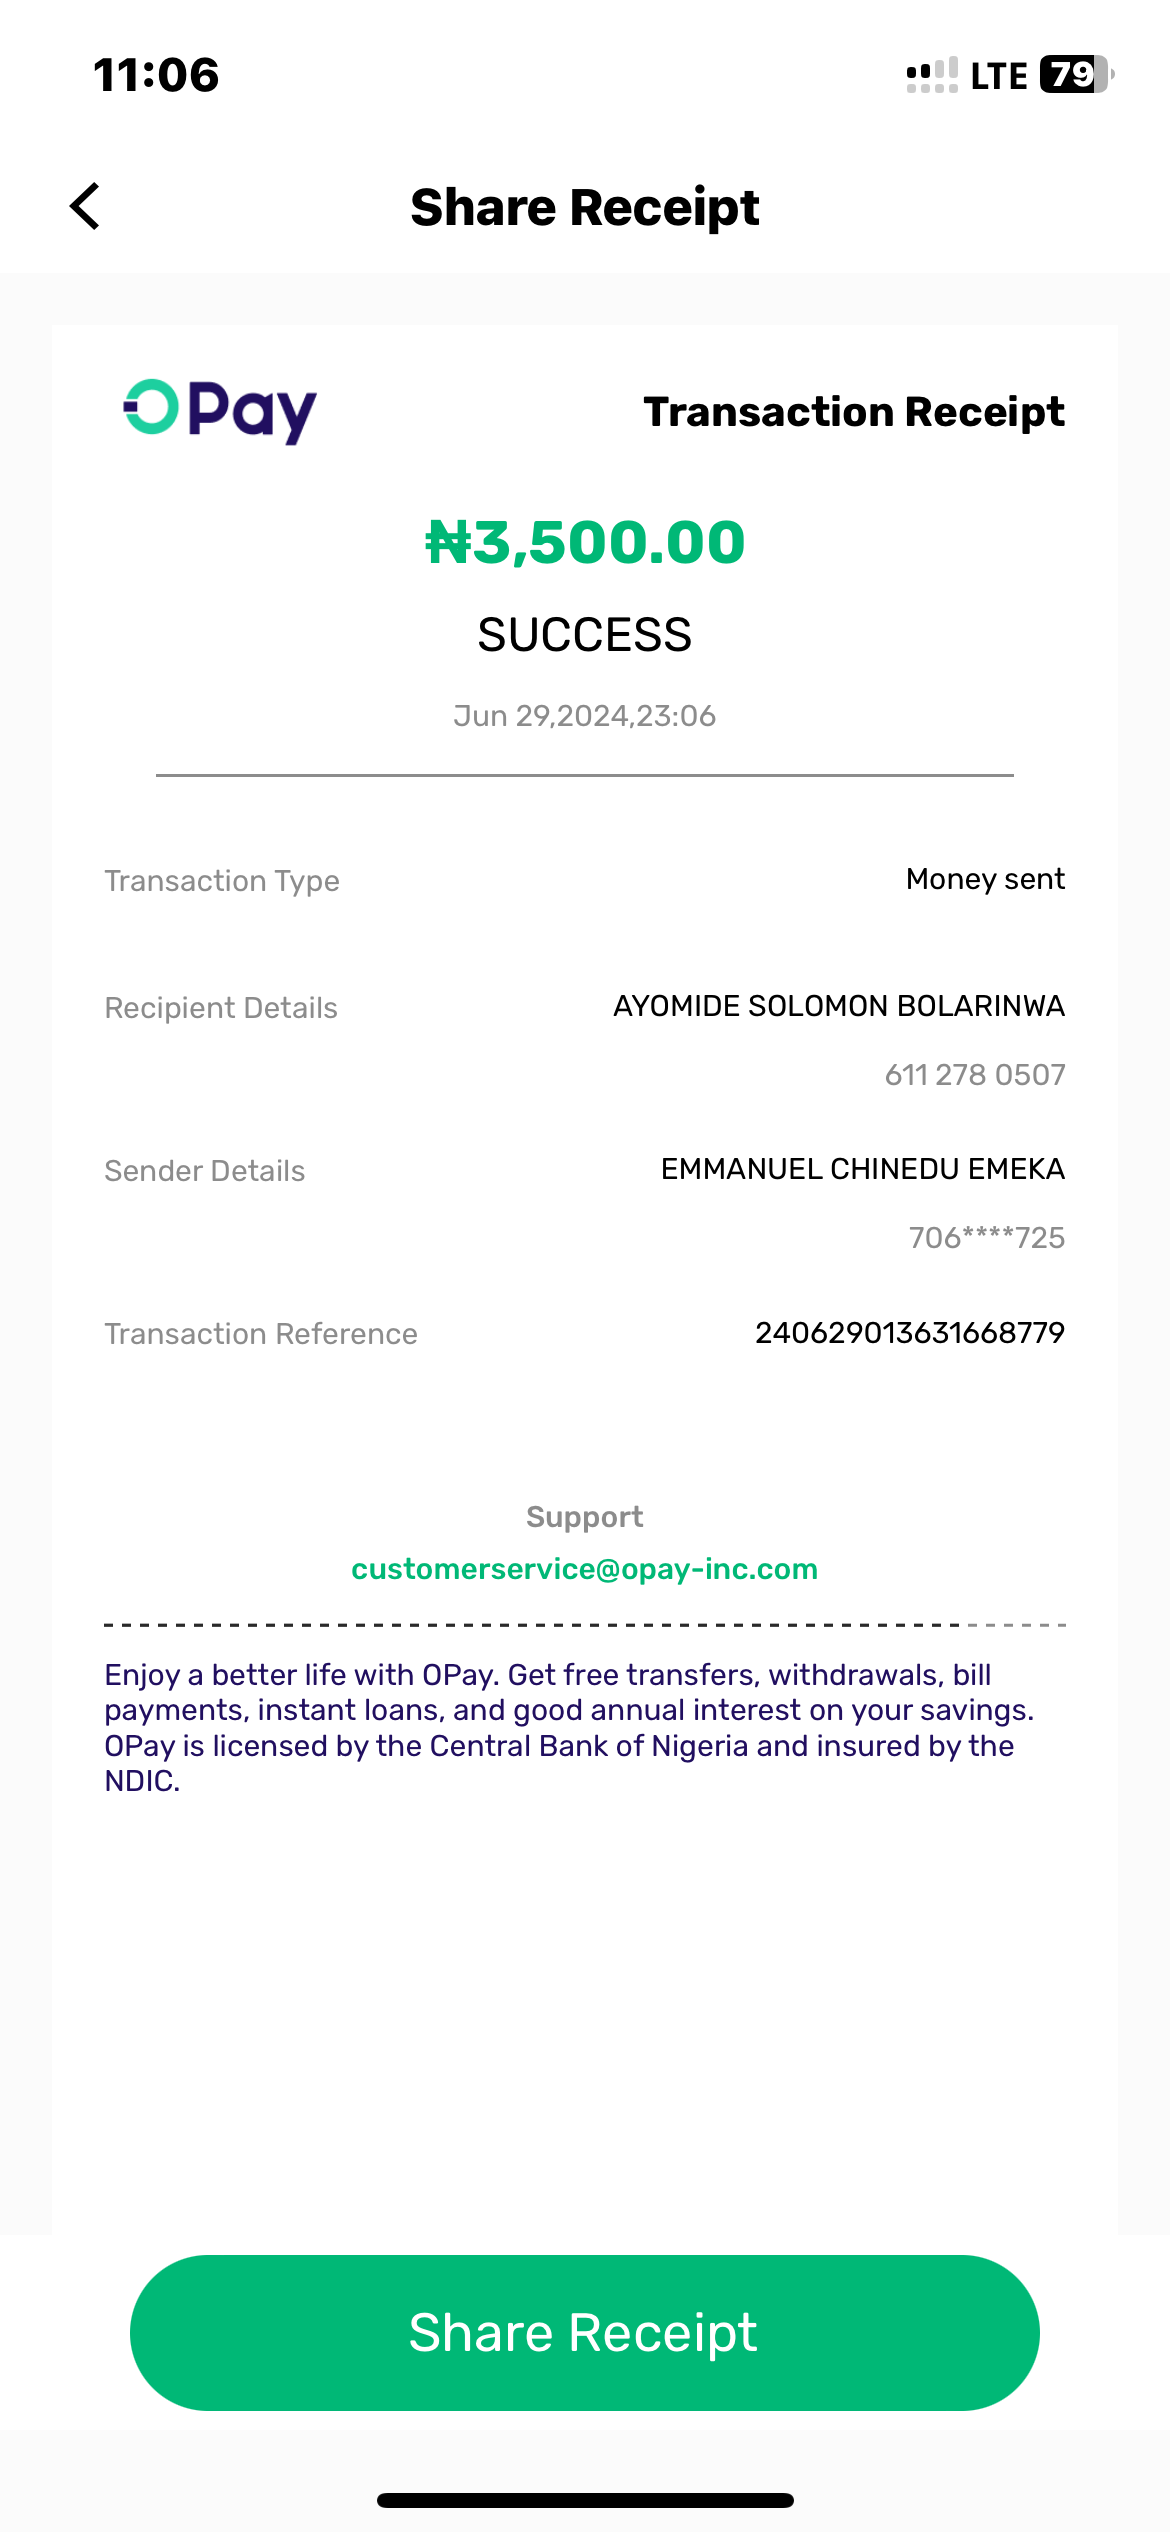 11:06 LTE 79
Share Receipt
OPay Transaction Receipt
₦3,500.00
SUCCESS
Jun 29,2024,23:06
Transaction Type Money sent
Recipient Details AYOMIDE SOLOMON BOLARINWA
611 278 0507
Sender Details EMMANUEL CHINEDU EMEKA
706****725
Transaction Reference 240629013631668779
Support
customerservice@opay-inc.com
Enjoy a better life with OPay. Get free transfers, withdrawals, bill
payments, instant loans, and good annual interest on your savings.
OPay is licensed by the Central Bank of Nigeria and insured by the
NDIC.
Share Receipt